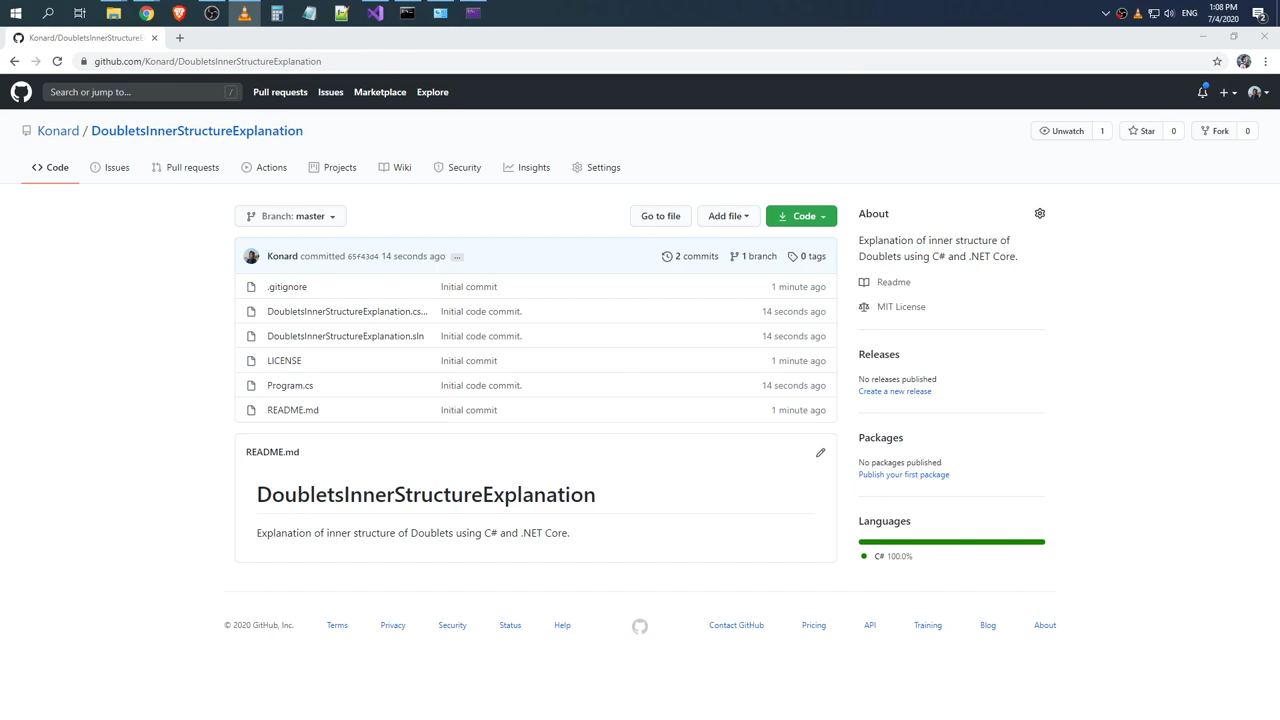 1:08 PM
ENG
7/4/2020
2
Konard/DoubletsInnerStructureE
github.com/Konard/DoubletsInnerStructureExplanation
Search or jump to... /
Pull requests Issues Marketplace Explore
Konard / DoubletsInnerStructureExplanation
Unwatch 1 Star 0 Fork 0
Code Issues Pull requests Actions Projects Wiki Security Insights Settings
Branch: master Go to file Add file Code
Konard committed 65f43d4 14 seconds ago ... 2 commits 1 branch 0 tags
.gitignore Initial commit 1 minute ago
DoubletsInnerStructureExplanation.cs... Initial code commit. 14 seconds ago
DoubletsInnerStructureExplanation.sln Initial code commit. 14 seconds ago
LICENSE Initial commit 1 minute ago
Program.cs Initial code commit. 14 seconds ago
README.md Initial commit 1 minute ago
README.md
DoubletsInnerStructureExplanation
Explanation of inner structure of Doublets using C# and .NET Core.
About
Explanation of inner structure of
Doublets using C# and .NET Core.
Readme
MIT License
Releases
No releases published
Create a new release
Packages
No packages published
Publish your first package
Languages
C# 100.0%
© 2020 GitHub, Inc. Terms Privacy Security Status Help Contact GitHub Pricing API Training Blog About